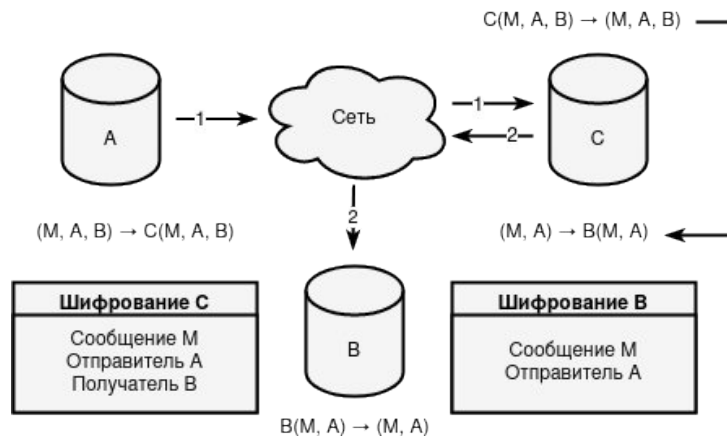 C(M, A, B) → (M, A, B)
A
1
Сеть
1
2
C
2
(M, A, B) → C(M, A, B)
(M, A) → B(M, A)
Шифрование C
Сообщение M
Отправитель A
Получатель B
B
Шифрование B
Сообщение M
Отправитель A
B(M, A) → (M, A)